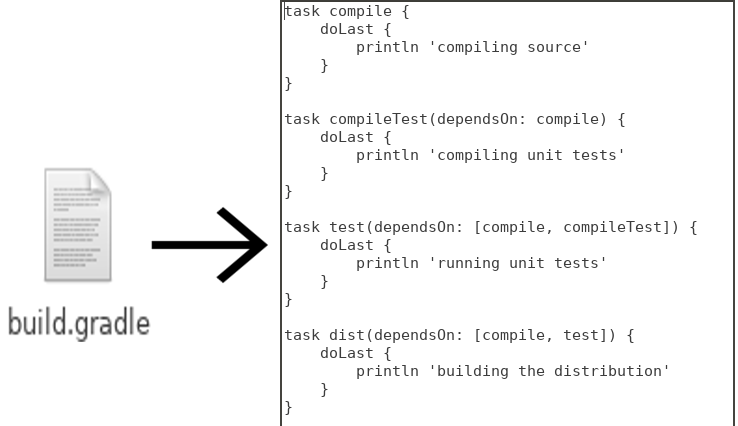 build.gradle
task compile {
    doLast {
        println 'compiling source'
    }
}

task compileTest(dependsOn: compile) {
    doLast {
        println 'compiling unit tests'
    }
}

task test(dependsOn: [compile, compileTest]) {
    doLast {
        println 'running unit tests'
    }
}

task dist(dependsOn: [compile, test]) {
    doLast {
        println 'building the distribution'
    }
}